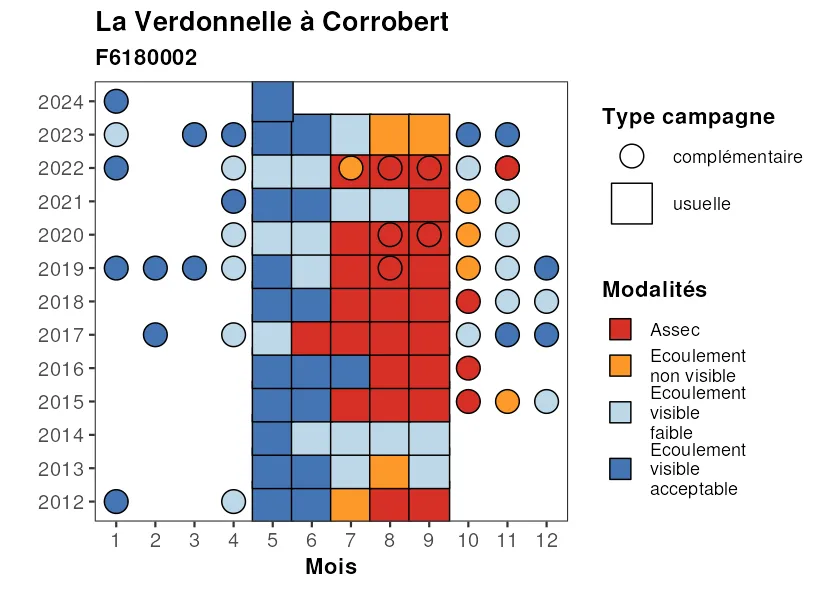 La Verdonnelle à Corrobert
F6180002
2024
2023
2022
2021
2020
2019
2018
2017
2016
2015
2014
2013
2012
1 2 3 4 5 6 7 8 9 10 11 12
Mois
Type campagne
complémentaire
usuelle
Modalités
Assec
Ecoulement
non visible
Ecoulement
visible
faible
Ecoulement
visible
acceptable